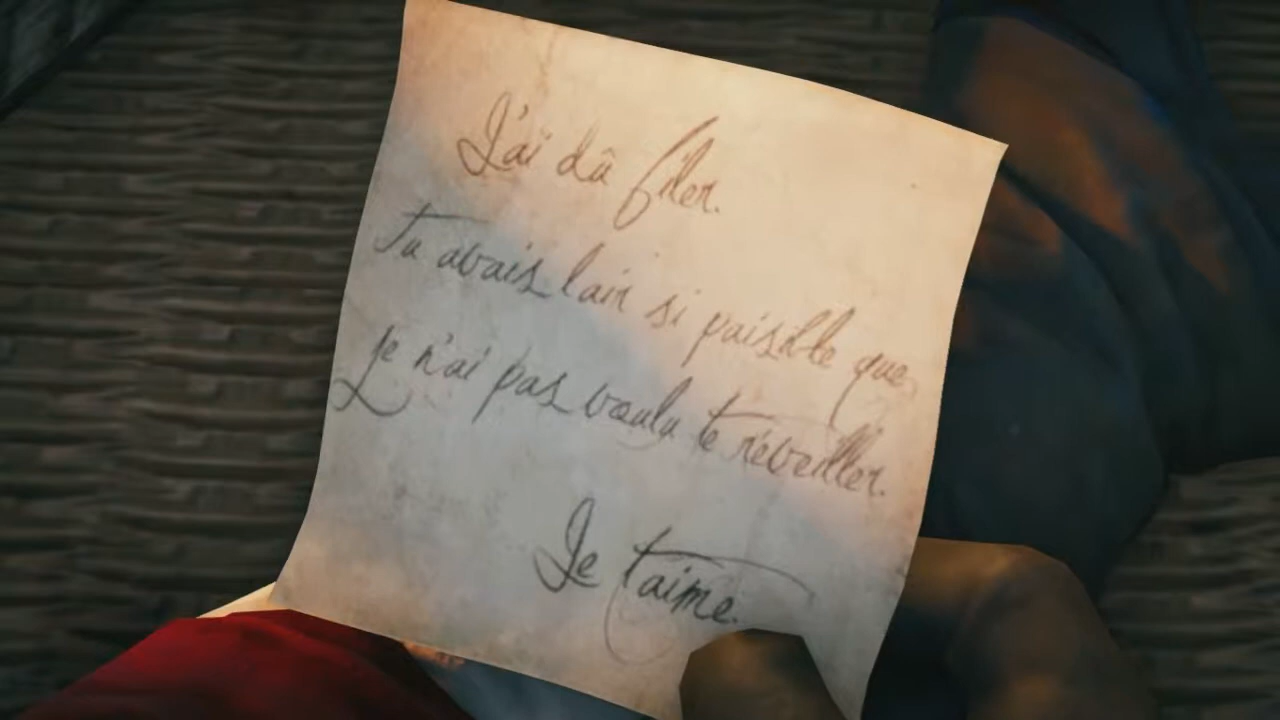 J'ai dû filer.
Tu avais l'air si paisible que
je n'ai pas voulu te réveiller.
Je t'aime.